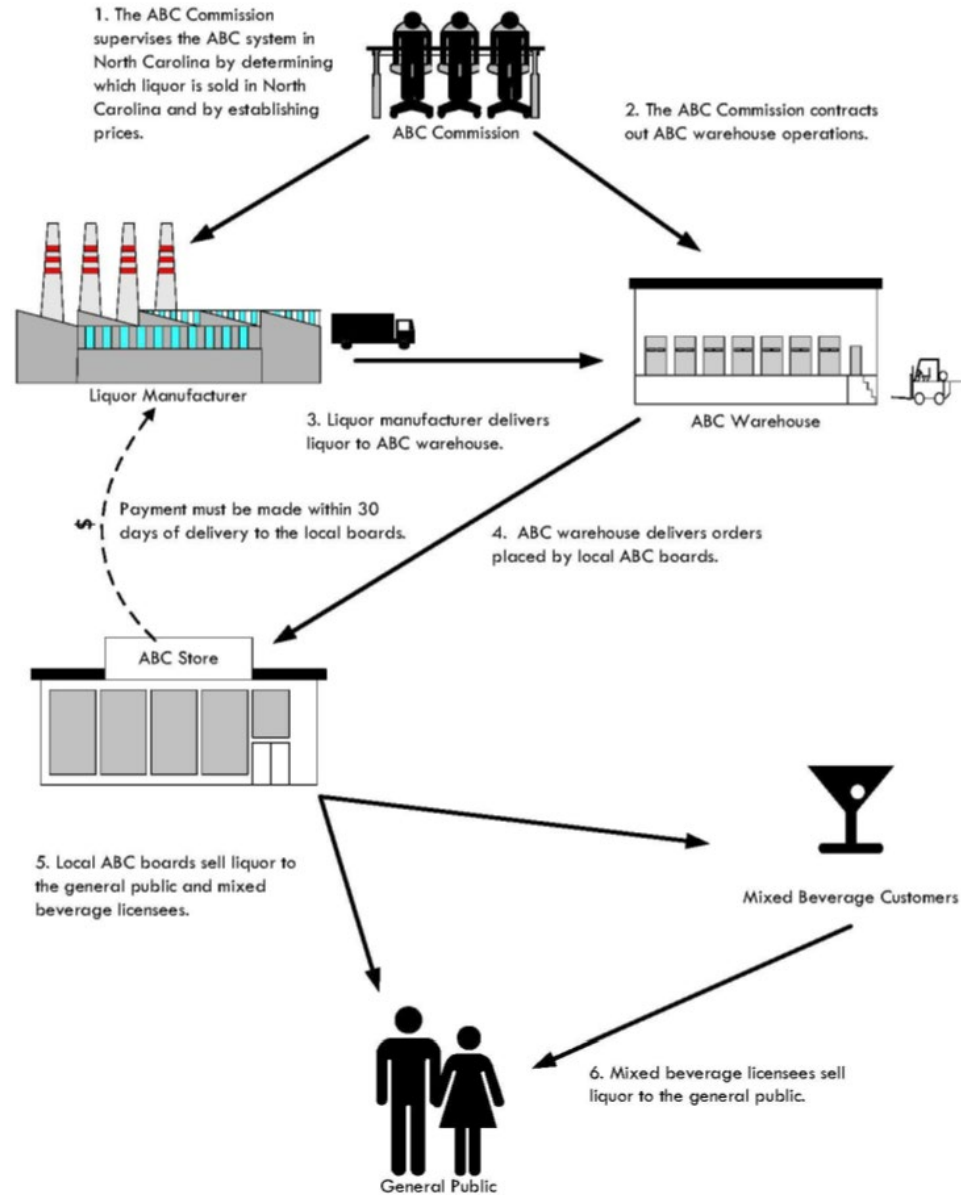 1. The ABC Commission
supervises the ABC system in
North Carolina by determining
which liquor is sold in North
Carolina and by establishing
prices.
ABC Commission
2. The ABC Commission contracts
out ABC warehouse operations.
Liquor Manufacturer
3. Liquor manufacturer delivers
liquor to ABC warehouse.
ABC Warehouse
$
Payment must be made within 30
days of delivery to the local boards.
4. ABC warehouse delivers orders
placed by local ABC boards.
ABC Store
5. Local ABC boards sell liquor to
the general public and mixed
beverage licensees.
Mixed Beverage Customers
6. Mixed beverage licensees sell
liquor to the general public.
General Public